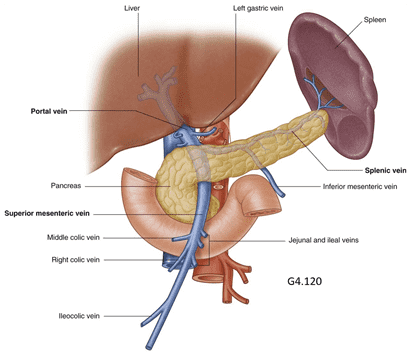 Liver
Left gastric vein
Spleen
Portal vein
Splenic vein
Pancreas
Inferior mesenteric vein
Superior mesenteric vein
Middle colic vein
Jejunal and ileal veins
Right colic vein
G4.120
Ileocolic vein